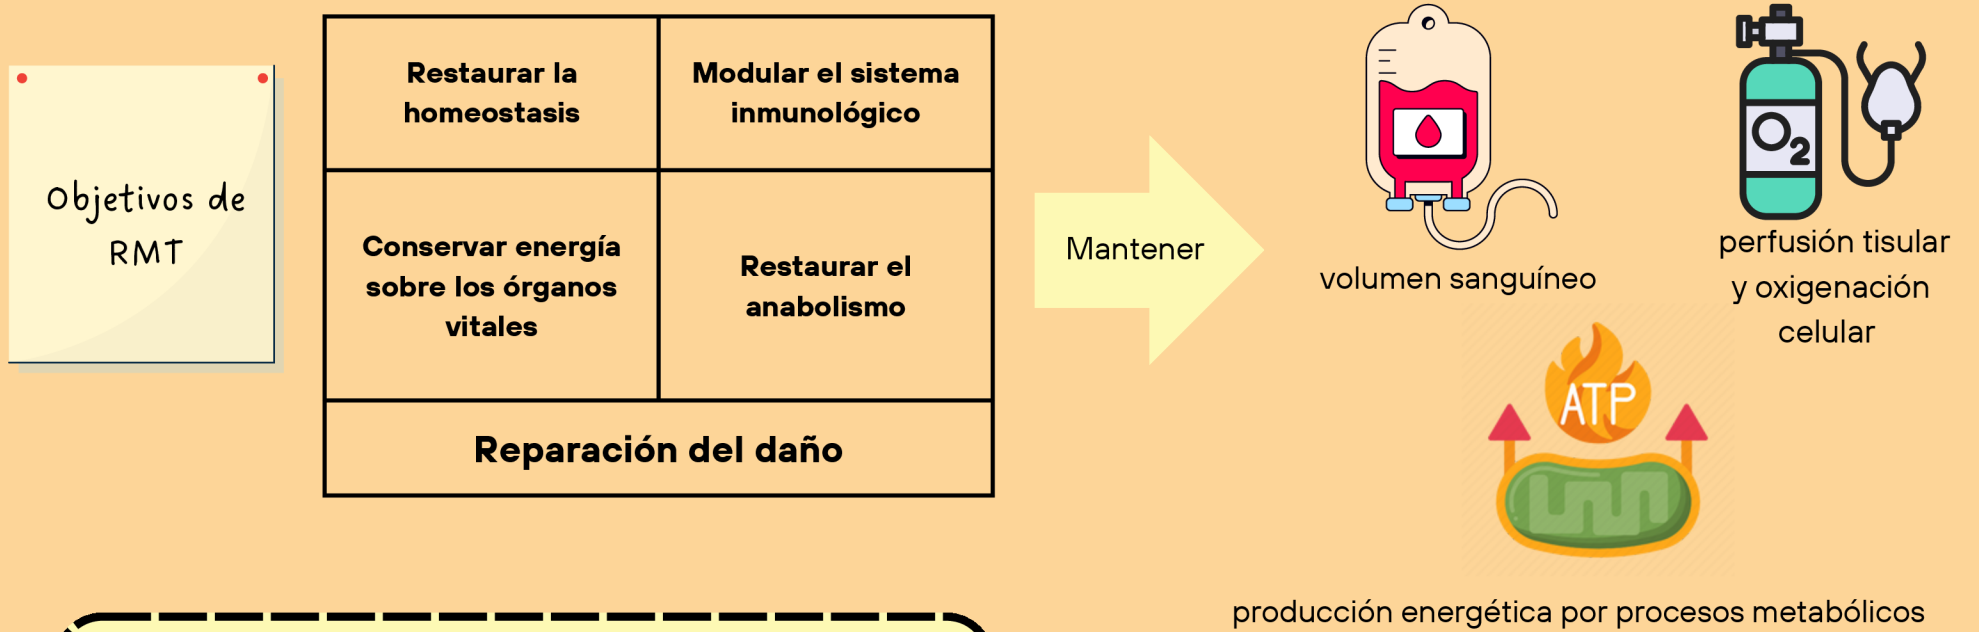 Objetivos de
RMT
Restaurar la
homeostasis
Modular el sistema
inmunológico
Conservar energía
sobre los órganos
vitales
Restaurar el
anabolismo
Reparación del daño
Mantener
volumen sanguíneo
O2
perfusión tisular
y oxigenación
celular
ATP
producción energética por procesos metabólicos